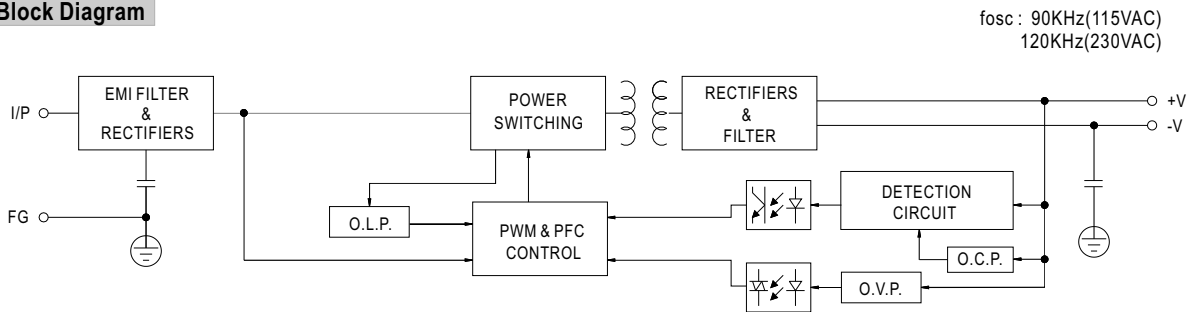 Block Diagram
fosc : 90KHz(115VAC)
120KHz(230VAC)
I/P
EMI FILTER
&
RECTIFIERS
POWER
SWITCHING
RECTIFIERS
&
FILTER
+V
-V
FG
O.L.P.
PWM & PFC
CONTROL
DETECTION
CIRCUIT
O.C.P.
O.V.P.